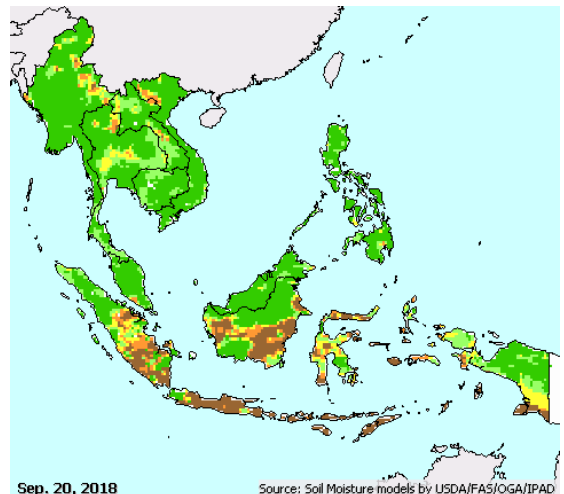 Sep. 20, 2018
Source: Soil Moisture models by USDA/FAS/OGA/IPAD